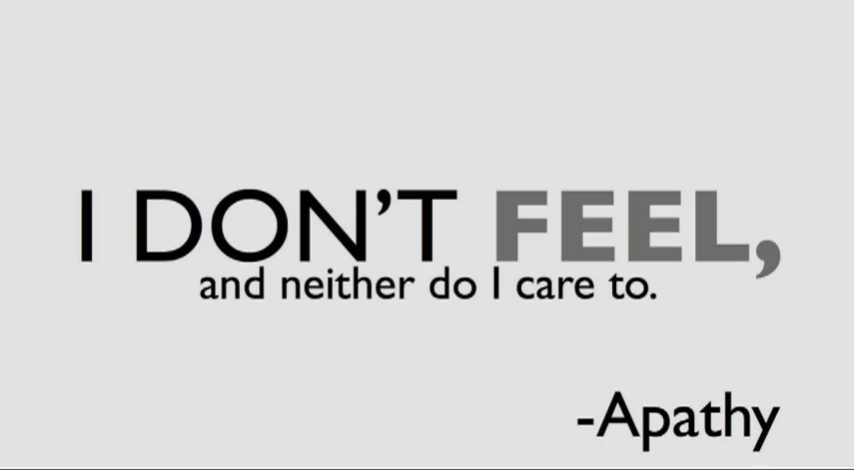 I DON’T FEEL,
and neither do I care to.
-Apathy